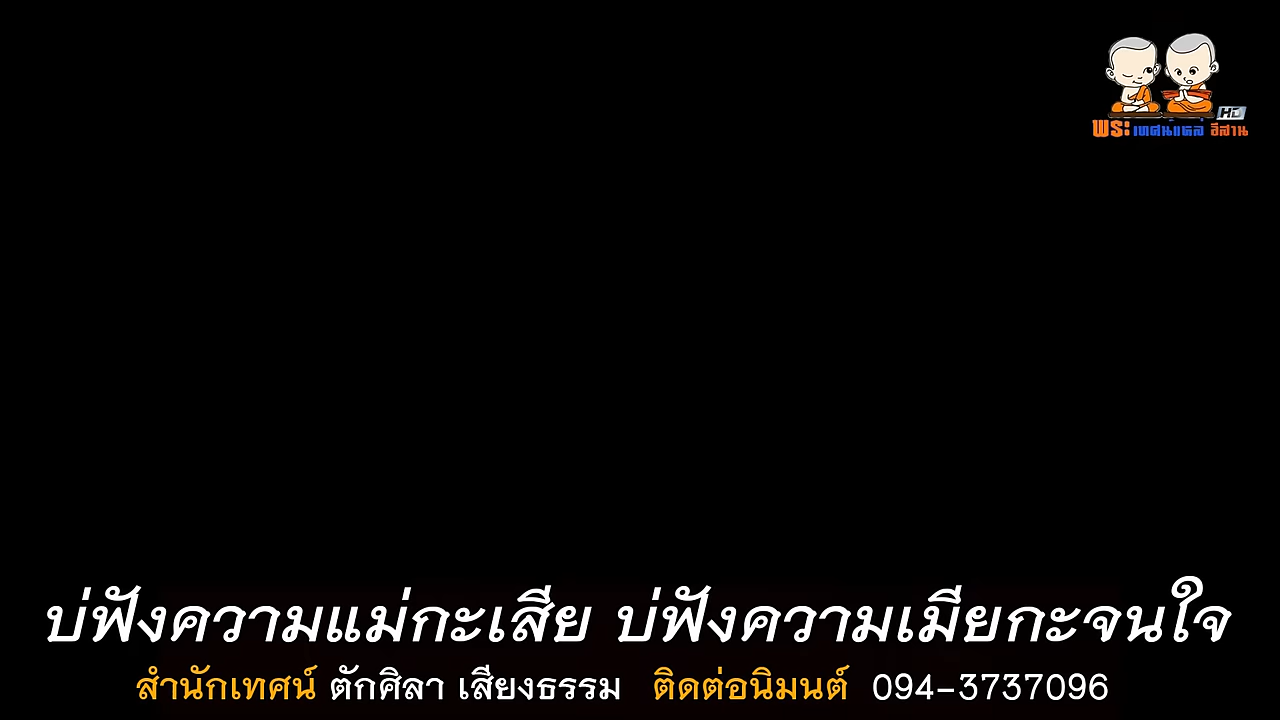 HD
พระเทศน์แหล่ อีสาน
บ่ฟังความแม่กะเสีย บ่ฟังความเมียกะจนใจ
สำนักเทศน์ ตักศิลา เสียงธรรม ติดต่อนิมนต์ 094-3737096